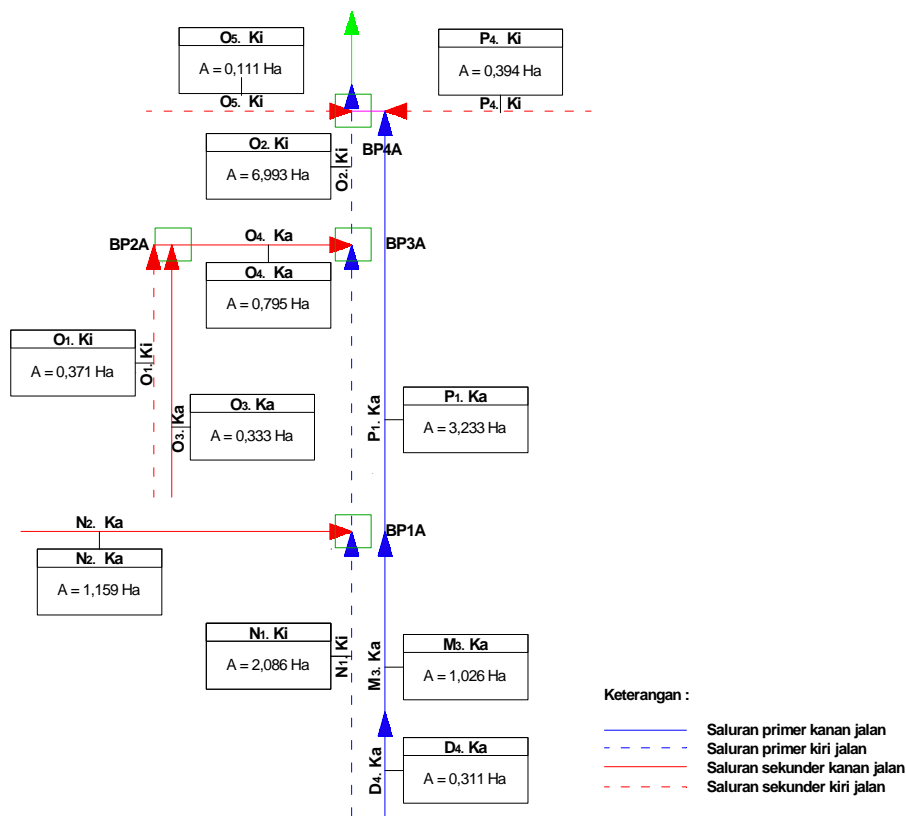 O5. Ki
A = 0,111 Ha
O5. Ki
P4. Ki
A = 0,394 Ha
P4. Ki
O2. Ki
A = 6,993 Ha
O2. Ki
BP4A
BP2A
O4. Ka
BP3A
O4. Ka
A = 0,795 Ha
O1. Ki
A = 0,371 Ha
O1. Ki
O3. Ka
A = 0,333 Ha
O3. Ka
P1. Ka
A = 3,233 Ha
P1. Ka
N2. Ka
BP1A
N2. Ka
A = 1,159 Ha
N1. Ki
A = 2,086 Ha
N1. Ki
M3. Ka
A = 1,026 Ha
M3. Ka
D4. Ka
A = 0,311 Ha
D4. Ka
Keterangan :
Saluran primer kanan jalan
Saluran primer kiri jalan
Saluran sekunder kanan jalan
Saluran sekunder kiri jalan